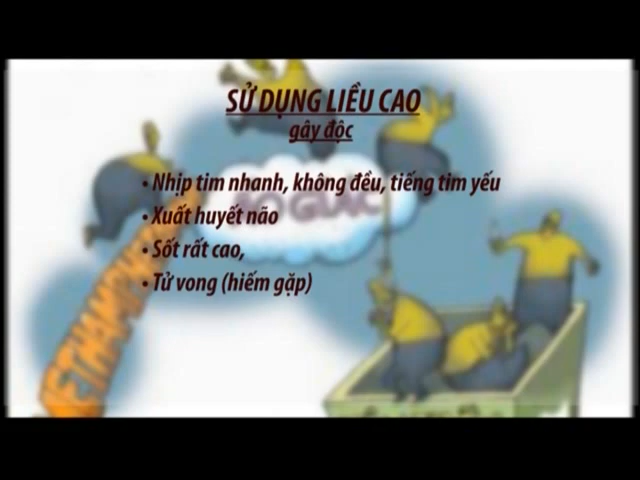 SỬ DỤNG LIỀU CAO
gây độc
• Nhịp tim nhanh, không đều, tiếng tim yếu
• Xuất huyết não
• Sốt rất cao,
• Tử vong (hiếm gặp)
GIÁC